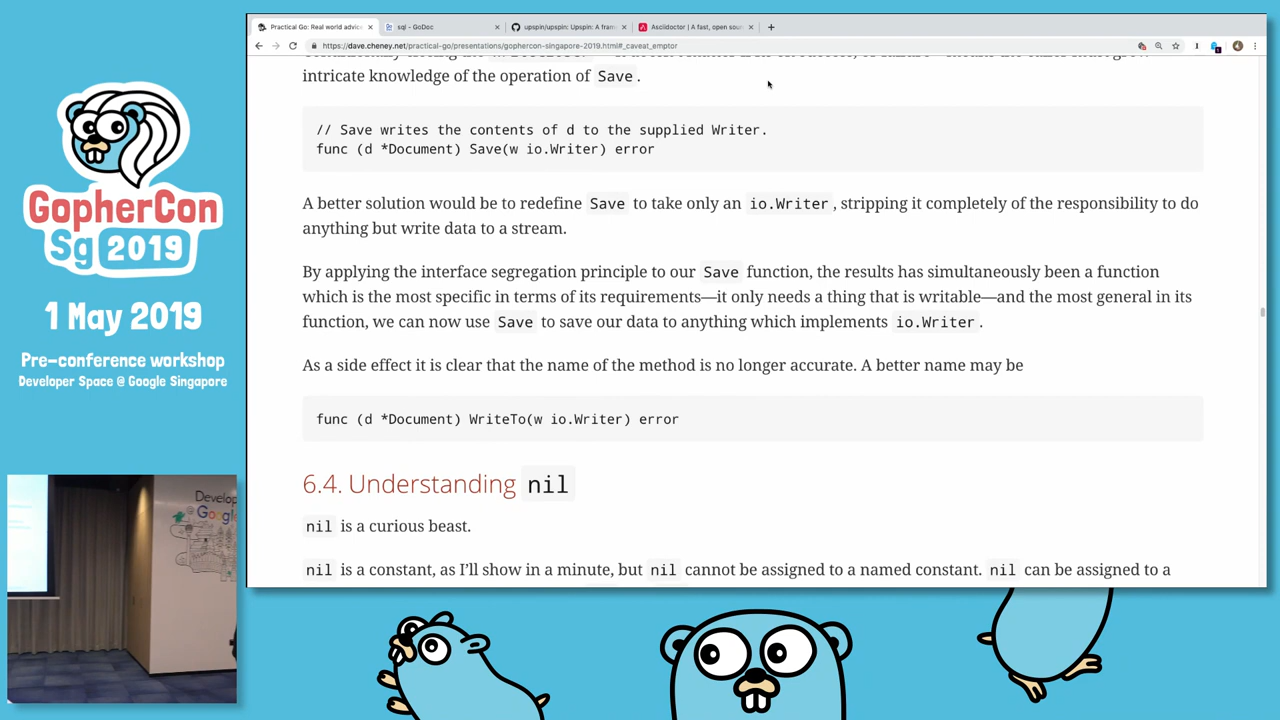 Practical Go: Real world advic
sql - GoDoc
upspin/upspin: Upspin: A fram
Asciidoctor | A fast, open sour
https://dave.cheney.net/practical-go/presentations/gophercon-singapore-2019.html#_caveat_emptor
intricate knowledge of the operation of Save.
// Save writes the contents of d to the supplied Writer.
func (d *Document) Save(w io.Writer) error
A better solution would be to redefine Save to take only an io.Writer, stripping it completely of the responsibility to do
anything but write data to a stream.
By applying the interface segregation principle to our Save function, the results has simultaneously been a function
which is the most specific in terms of its requirements—it only needs a thing that is writable—and the most general in its
function, we can now use Save to save our data to anything which implements io.Writer.
As a side effect it is clear that the name of the method is no longer accurate. A better name may be
func (d *Document) WriteTo(w io.Writer) error
6.4. Understanding nil
nil is a curious beast.
nil is a constant, as I'll show in a minute, but nil cannot be assigned to a named constant. nil can be assigned to a
GopherCon
Sg 2019
1 May 2019
Pre-conference workshop
Developer Space @ Google Singapore
Develop
@ Googl